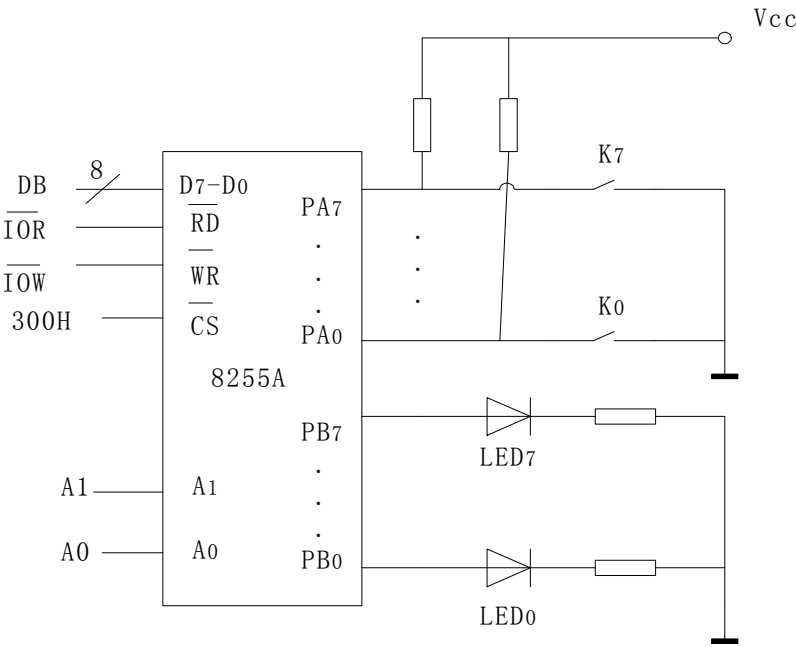 Vcc
K7
DB
8
D7-D0
PA7
IOR
RD
IOW
WR
300H
CS
K0
PA0
8255A
PB7
LED7
A1
A1
A0
A0
PB0
LED0